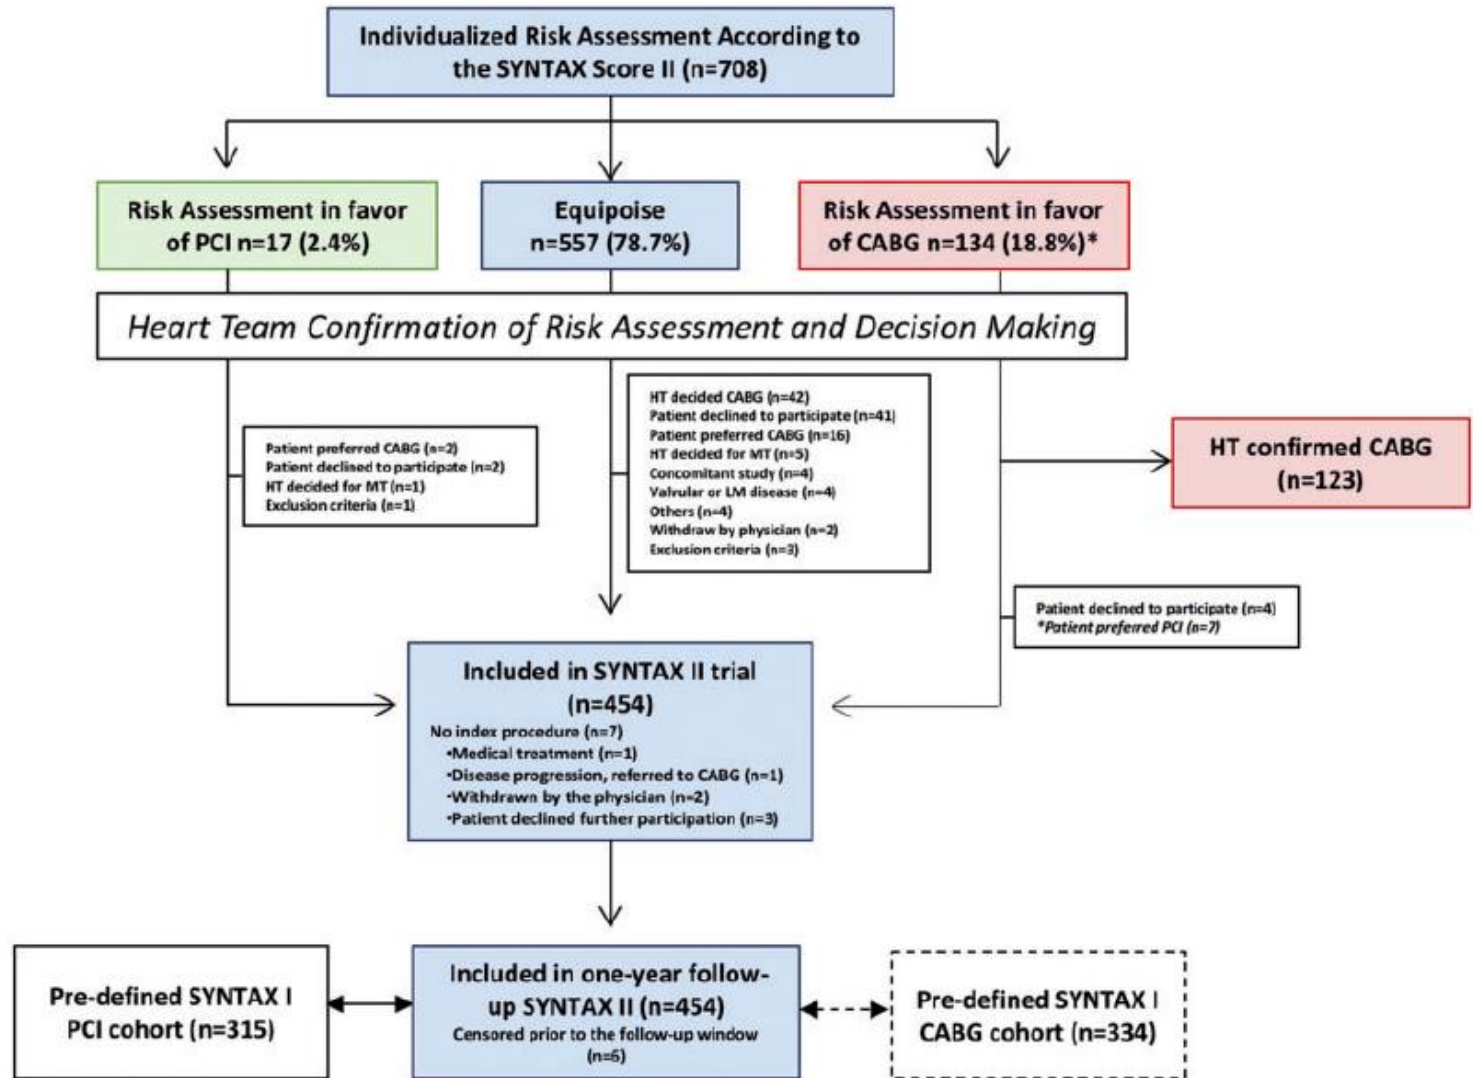 Individualized Risk Assessment According to
the SYNTAX Score II (n=708)
Risk Assessment in favor
of PCI n=17 (2.4%)
Equipoise
n=557 (78.7%)
Risk Assessment in favor
of CABG n=134 (18.8%)*
Heart Team Confirmation of Risk Assessment and Decision Making
Patient preferred CABG (n=2)
Patient declined to participate (n=2)
HT decided for MT (n=1)
Exclusion criteria (n=1)
HT decided CABG (n=42)
Patient declined to participate (n=41)
Patient preferred CABG (n=16)
HT decided for MT (n=5)
Concomitant study (n=4)
Valvular or LM disease (n=4)
Others (n=4)
Withdraw by physician (n=2)
Exclusion criteria (n=3)
HT confirmed CABG
(n=123)
Patient declined to participate (n=4)
*Patient preferred PCI (n=7)
Included in SYNTAX II trial
(n=454)
No index procedure (n=7)
•Medical treatment (n=1)
•Disease progression, referred to CABG (n=1)
•Withdrawn by the physician (n=2)
•Patient declined further participation (n=3)
Pre-defined SYNTAX I
PCI cohort (n=315)
Included in one-year follow-
up SYNTAX II (n=454)
Censored prior to the follow-up window
(n=6)
Pre-defined SYNTAX I
CABG cohort (n=334)